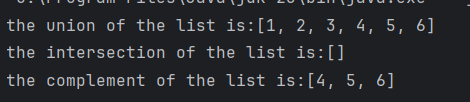 the union of the list is:[1, 2, 3, 4, 5, 6]
the intersection of the list is:[]
the complement of the list is:[4, 5, 6]